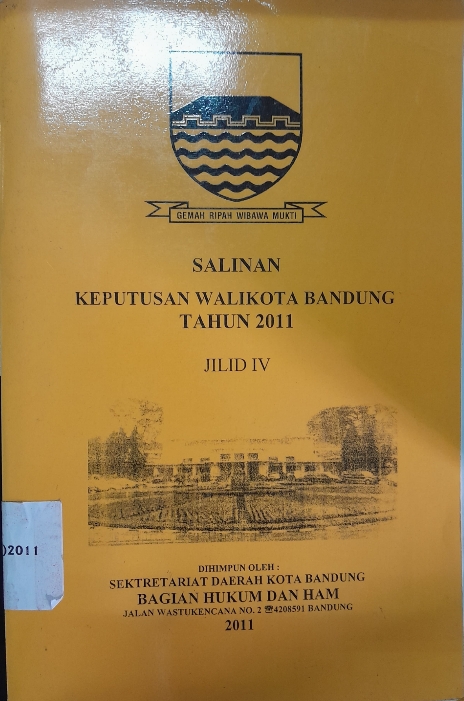 GEMAH RIPAH WIBAWA MUKTI
SALINAN
KEPUTUSAN WALIKOTA BANDUNG
TAHUN 2011
JILID IV
)2011
DIHIMPUN OLEH :
SEKTRETARIAT DAERAH KOTA BANDUNG
BAGIAN HUKUM DAN HAM
JALAN WASTUKENCANA NO. 2 ☏4208591 BANDUNG
2011